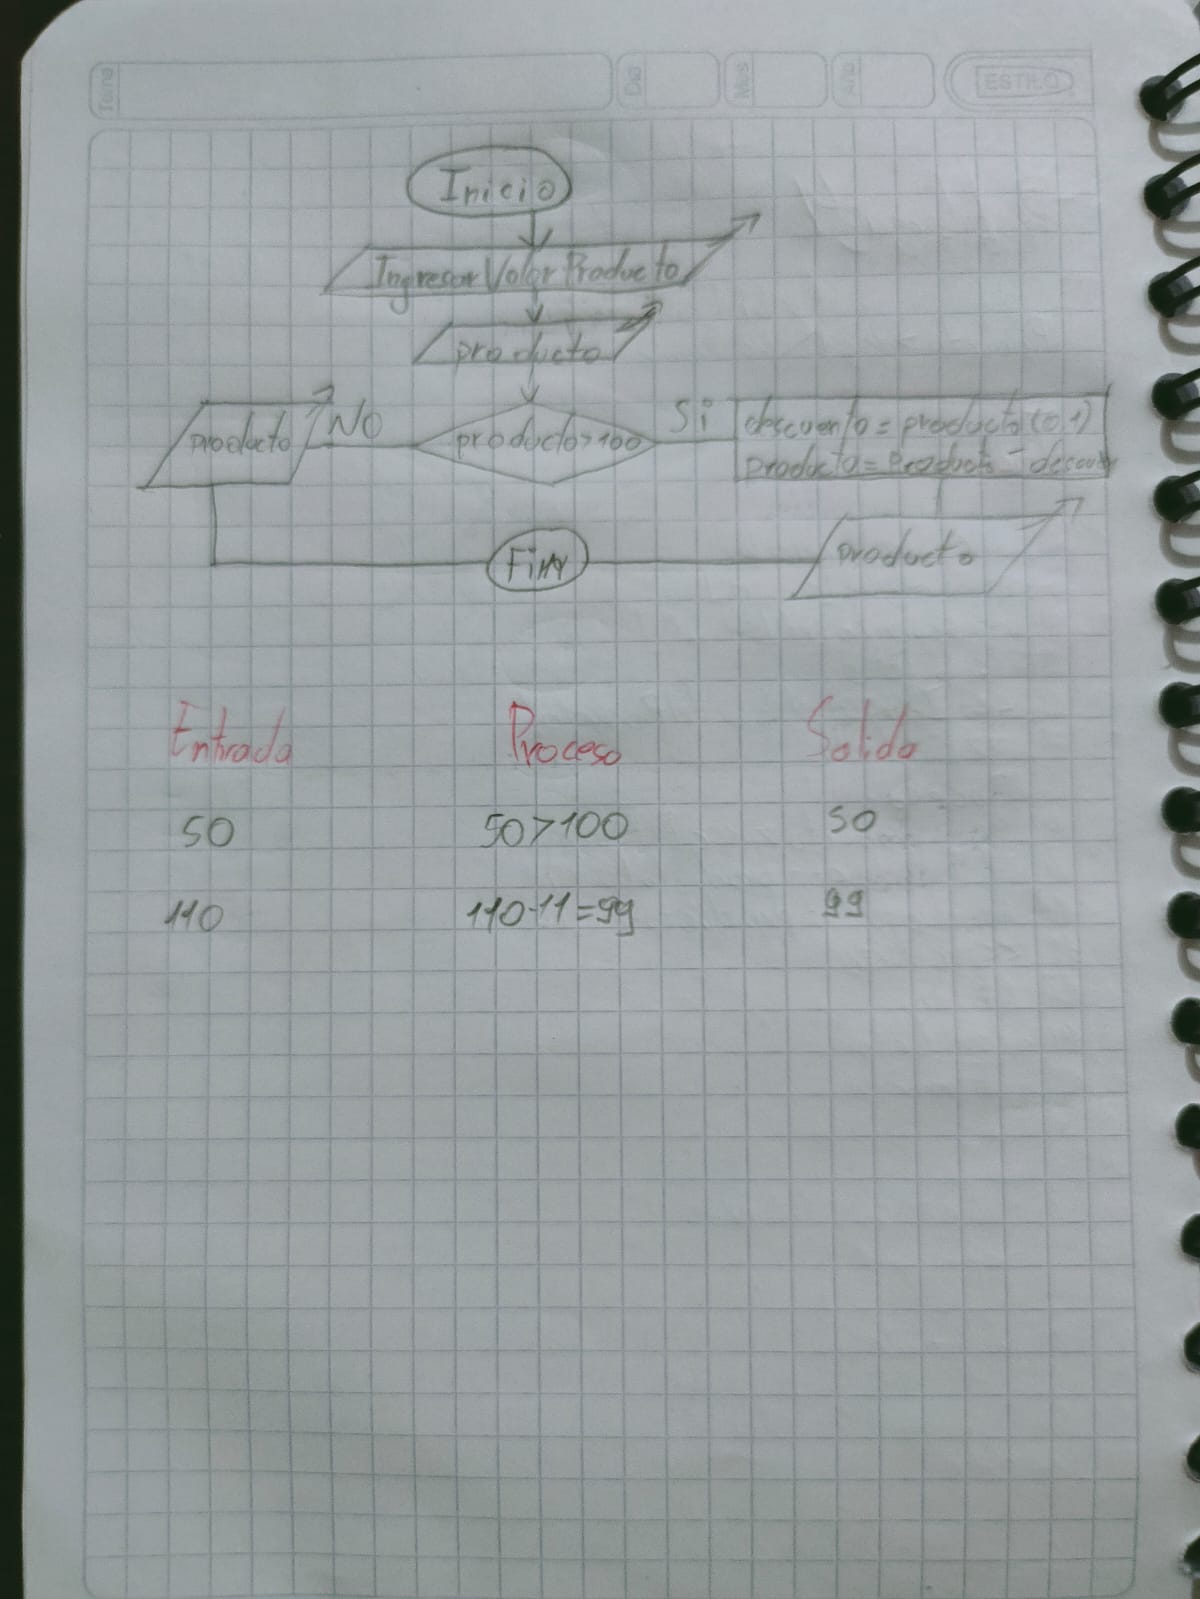 Tema Día Mes Año ESTILO
Inicio
Ingresar Valor Producto
producto
producto NO producto>100 Si descuento = producto (0.1)
producto = Producto - descuen
Fin producto
Entrada Proceso Salida
50 50>100 50
110 110-11=99 99